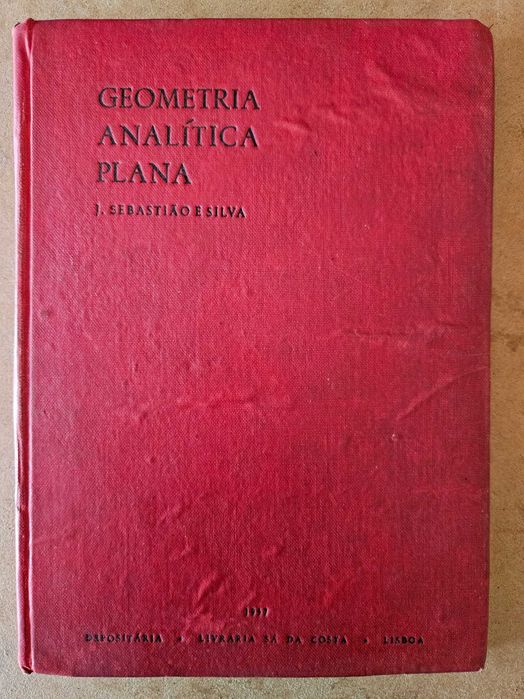 GEOMETRIA
ANALÍTICA
PLANA
J. SEBASTIÃO E SILVA
DEPOSITÁRIA • LIVRARIA SÁ DA COSTA • LISBOA